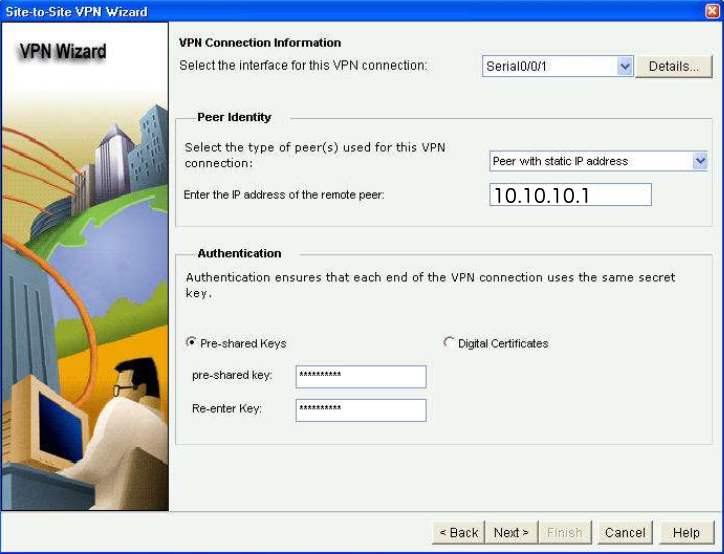 Site-to-Site VPN Wizard
VPN Wizard
VPN Connection Information
Select the interface for this VPN connection:
Serial0/0/1
Details...
Peer Identity
Select the type of peer(s) used for this VPN
connection:
Peer with static IP address
Enter the IP address of the remote peer:
10.10.10.1
Authentication
Authentication ensures that each end of the VPN connection uses the same secret
key.
Pre-shared Keys
Digital Certificates
pre-shared key:
**********
Re-enter Key:
**********
< Back
Next >
Finish
Cancel
Help